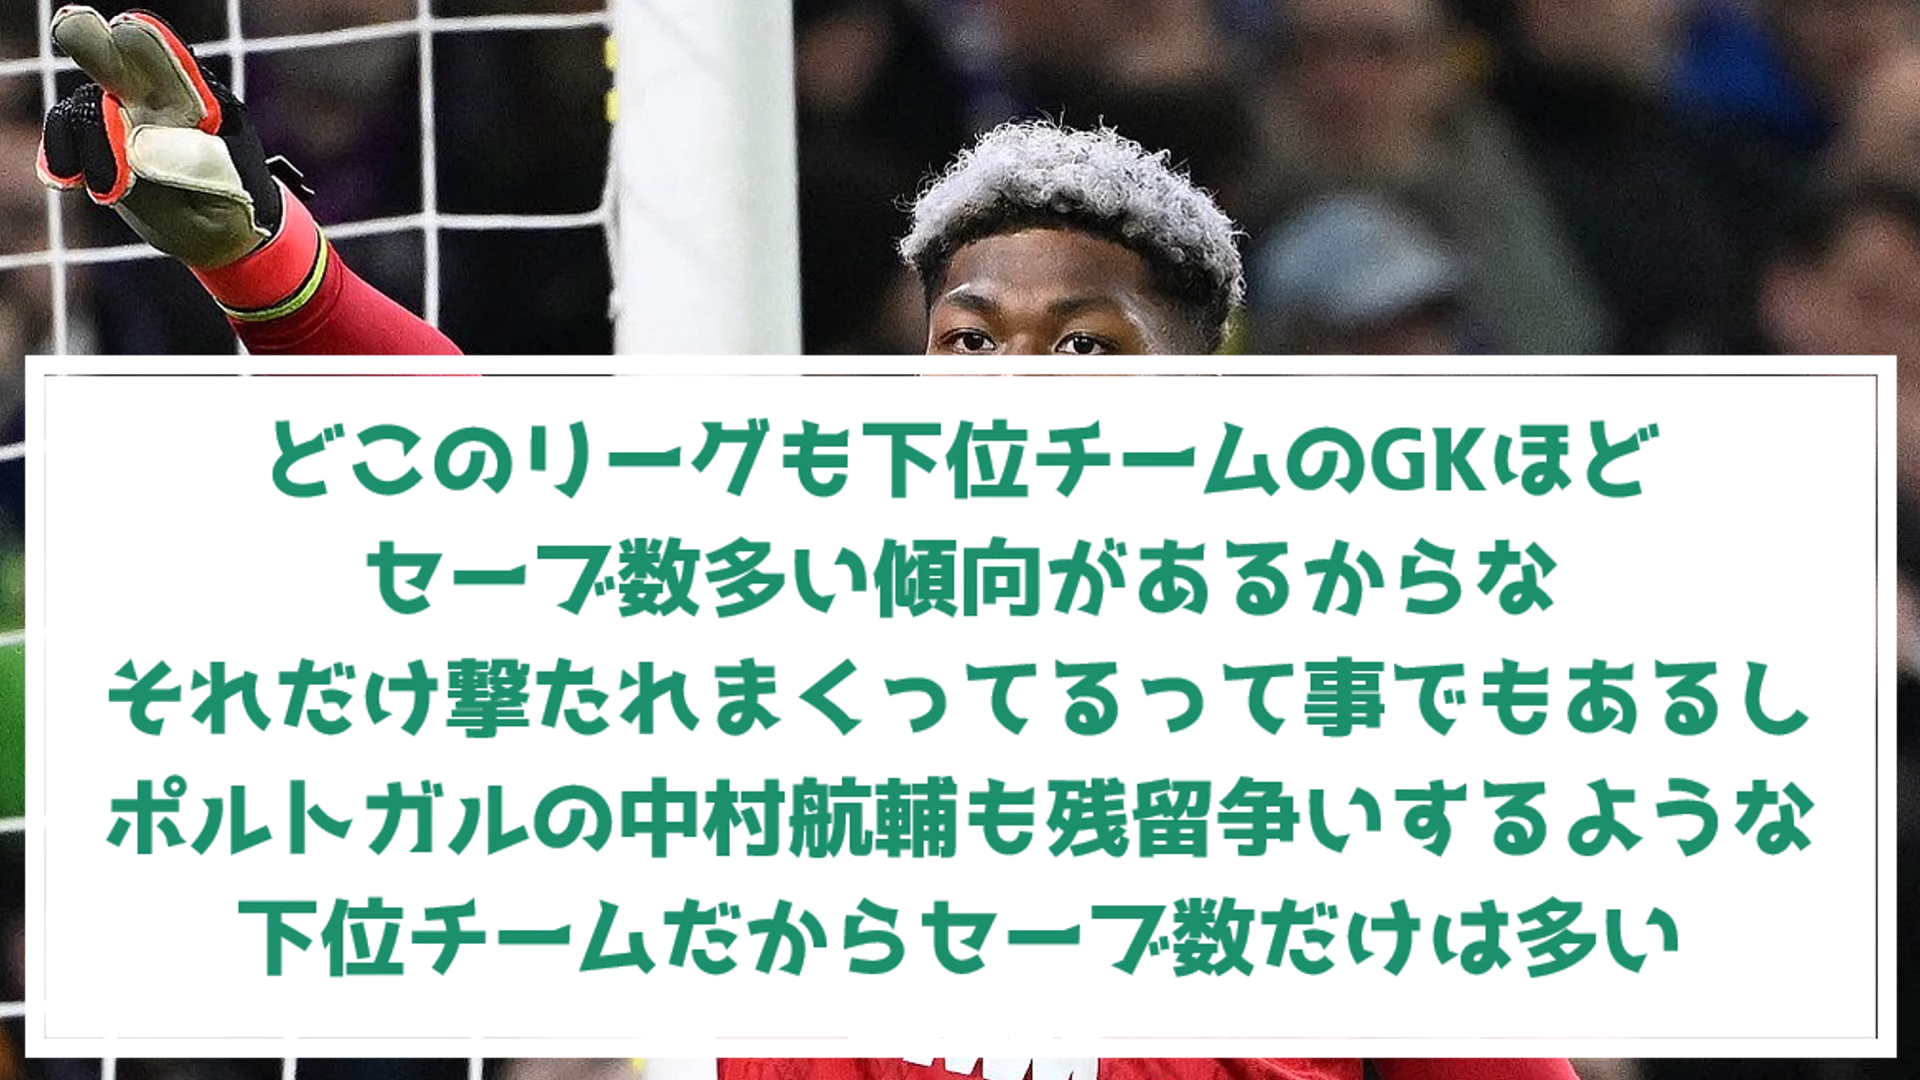 どこのリーグも下位チームのGKほど
セーブ数多い傾向があるからな
それだけ撃たれまくってるって事でもあるし
ポルトガルの中村航輔も残留争いするような
下位チームだからセーブ数だけは多い